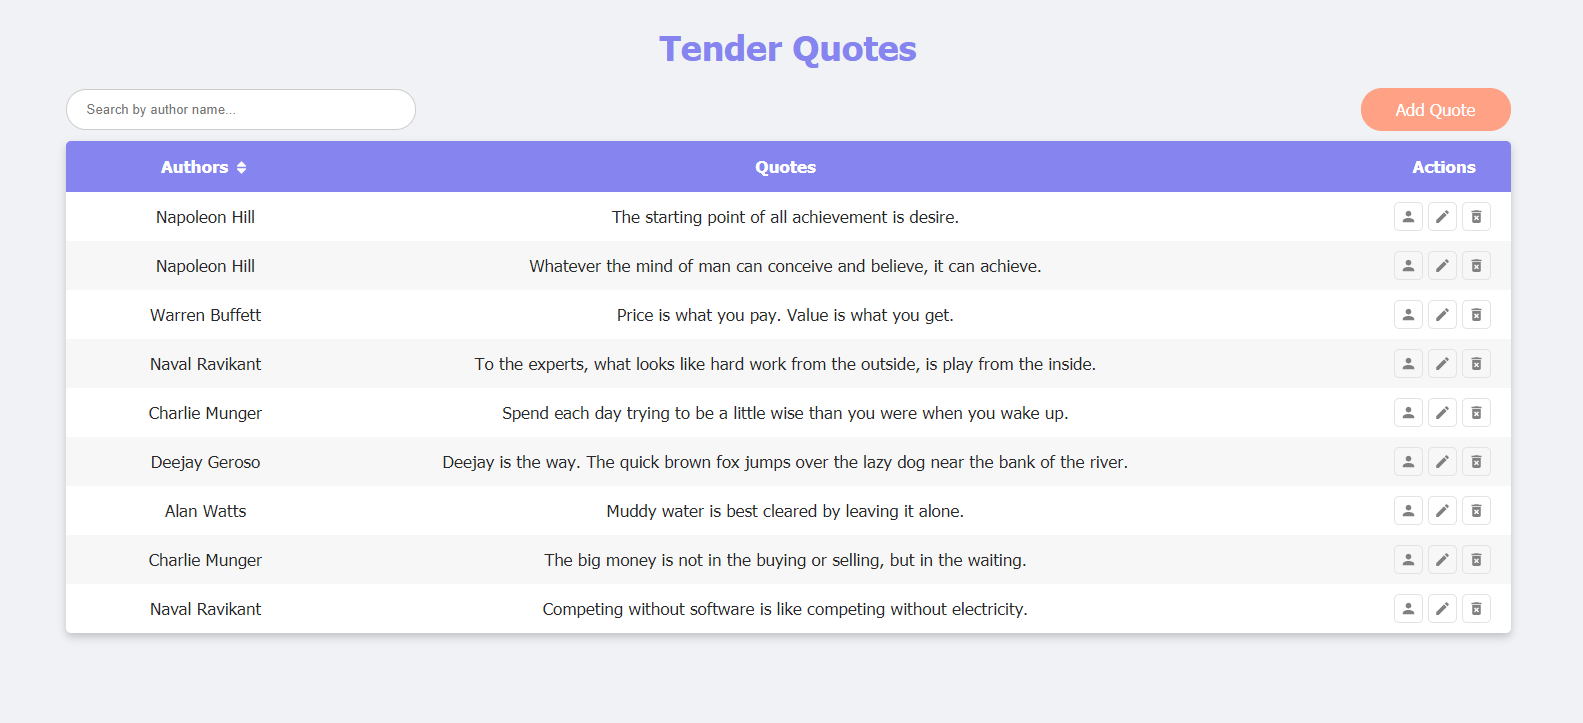 Tender Quotes
Search by author name...
Add Quote
Authors Quotes Actions
Napoleon Hill The starting point of all achievement is desire.
Napoleon Hill Whatever the mind of man can conceive and believe, it can achieve.
Warren Buffett Price is what you pay. Value is what you get.
Naval Ravikant To the experts, what looks like hard work from the outside, is play from the inside.
Charlie Munger Spend each day trying to be a little wise than you were when you wake up.
Deejay Geroso Deejay is the way. The quick brown fox jumps over the lazy dog near the bank of the river.
Alan Watts Muddy water is best cleared by leaving it alone.
Charlie Munger The big money is not in the buying or selling, but in the waiting.
Naval Ravikant Competing without software is like competing without electricity.